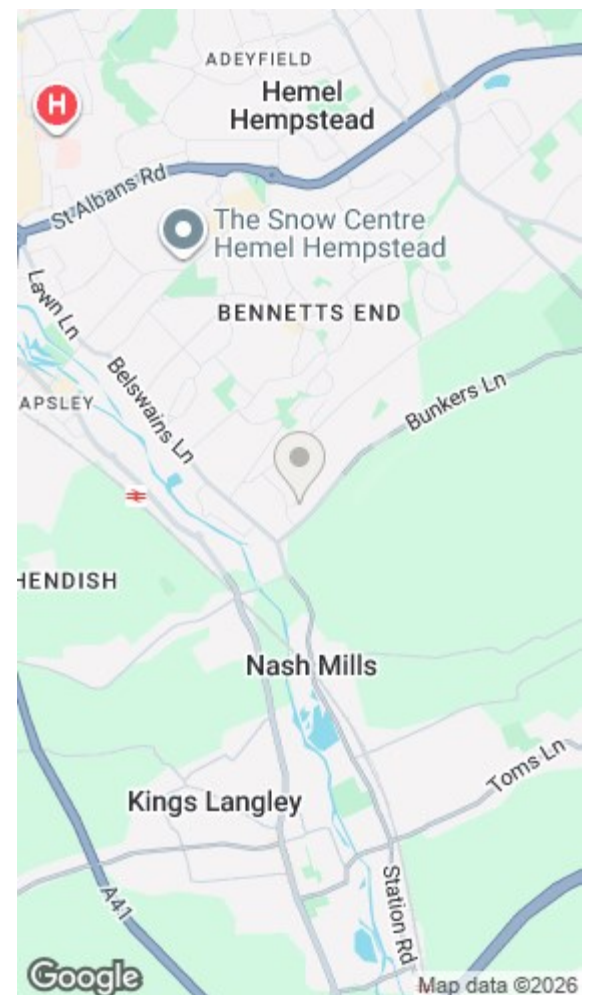 ADEYFIELD
Hemel
Hempstead
H
St Albans Rd
The Snow Centre
Hemel Hempstead
Lawn Ln
BENNETTS END
Belswains Ln
APSLEY
Bunkers Ln
HENDISH
Nash Mills
Toms Ln
Kings Langley
A41
Station Rd
Google
Map data ©2026